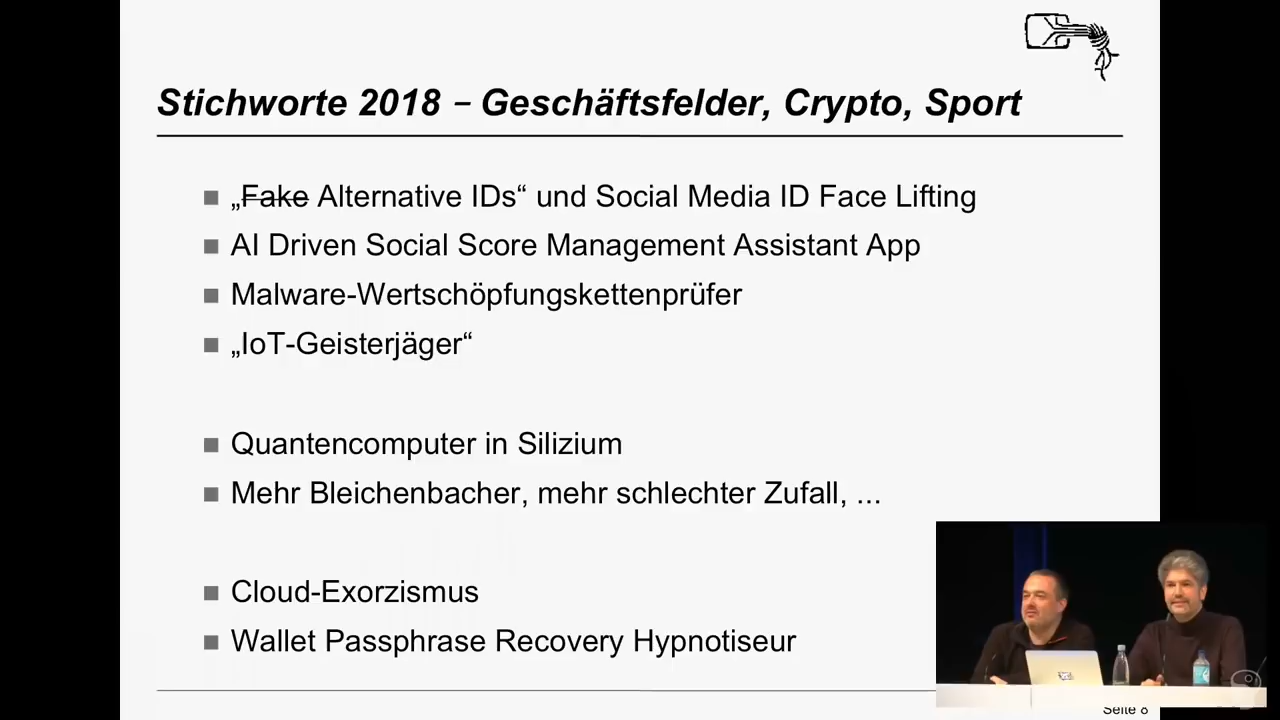 Stichworte 2018 – Geschäftsfelder, Crypto, Sport
„Fake Alternative IDs“ und Social Media ID Face Lifting
AI Driven Social Score Management Assistant App
Malware-Wertschöpfungskettenprüfer
„IoT-Geisterjäger“
Quantencomputer in Silizium
Mehr Bleichenbacher, mehr schlechter Zufall, ...
Cloud-Exorzismus
Wallet Passphrase Recovery Hypnotiseur
Seite 8